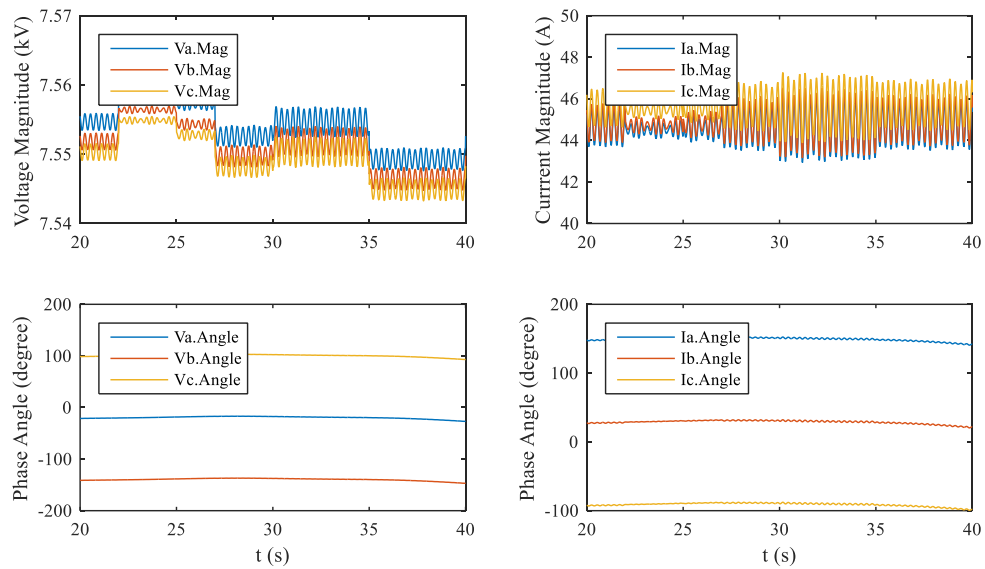 Voltage Magnitude (kV)
7.57
7.56
7.55
7.54
Va.Mag
Vb.Mag
Vc.Mag
20 25 30 35 40
Currrent Magnitude (A)
50
48
46
44
42
40
Ia.Mag
Ib.Mag
Ic.Mag
20 25 30 35 40
Phase Angle (degree)
200
100
0
-100
-200
Va.Angle
Vb.Angle
Vc.Angle
20 25 30 35 40
t (s)
Phase Angle (degree)
200
100
0
-100
Ia.Angle
Ib.Angle
Ic.Angle
20 25 30 35 40
t (s)